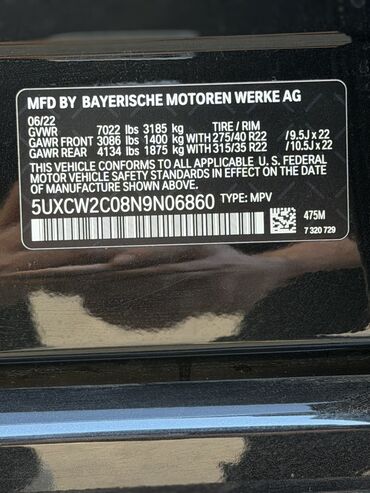 MFD BY BAYERISCHE MOTOREN WERKE AG
06/22
GVWR 7022 lbs 3185 kg TIRE / RIM
GAWR FRONT 3086 lbs 1400 kg WITH 275/40 R22 / 9.5J x 22
GAWR REAR 4134 lbs 1875 kg WITH 315/35 R22 / 10.5J x 22
THIS VEHICLE CONFORMS TO ALL APPLICABLE U. S. FEDERAL
MOTOR VEHICLE SAFETY STANDARDS IN EFFECT ON THE
DATE OF MANUFACTURE SHOWN ABOVE.
5UXCW2C08N9N06860 TYPE: MPV
475M
7 320 729